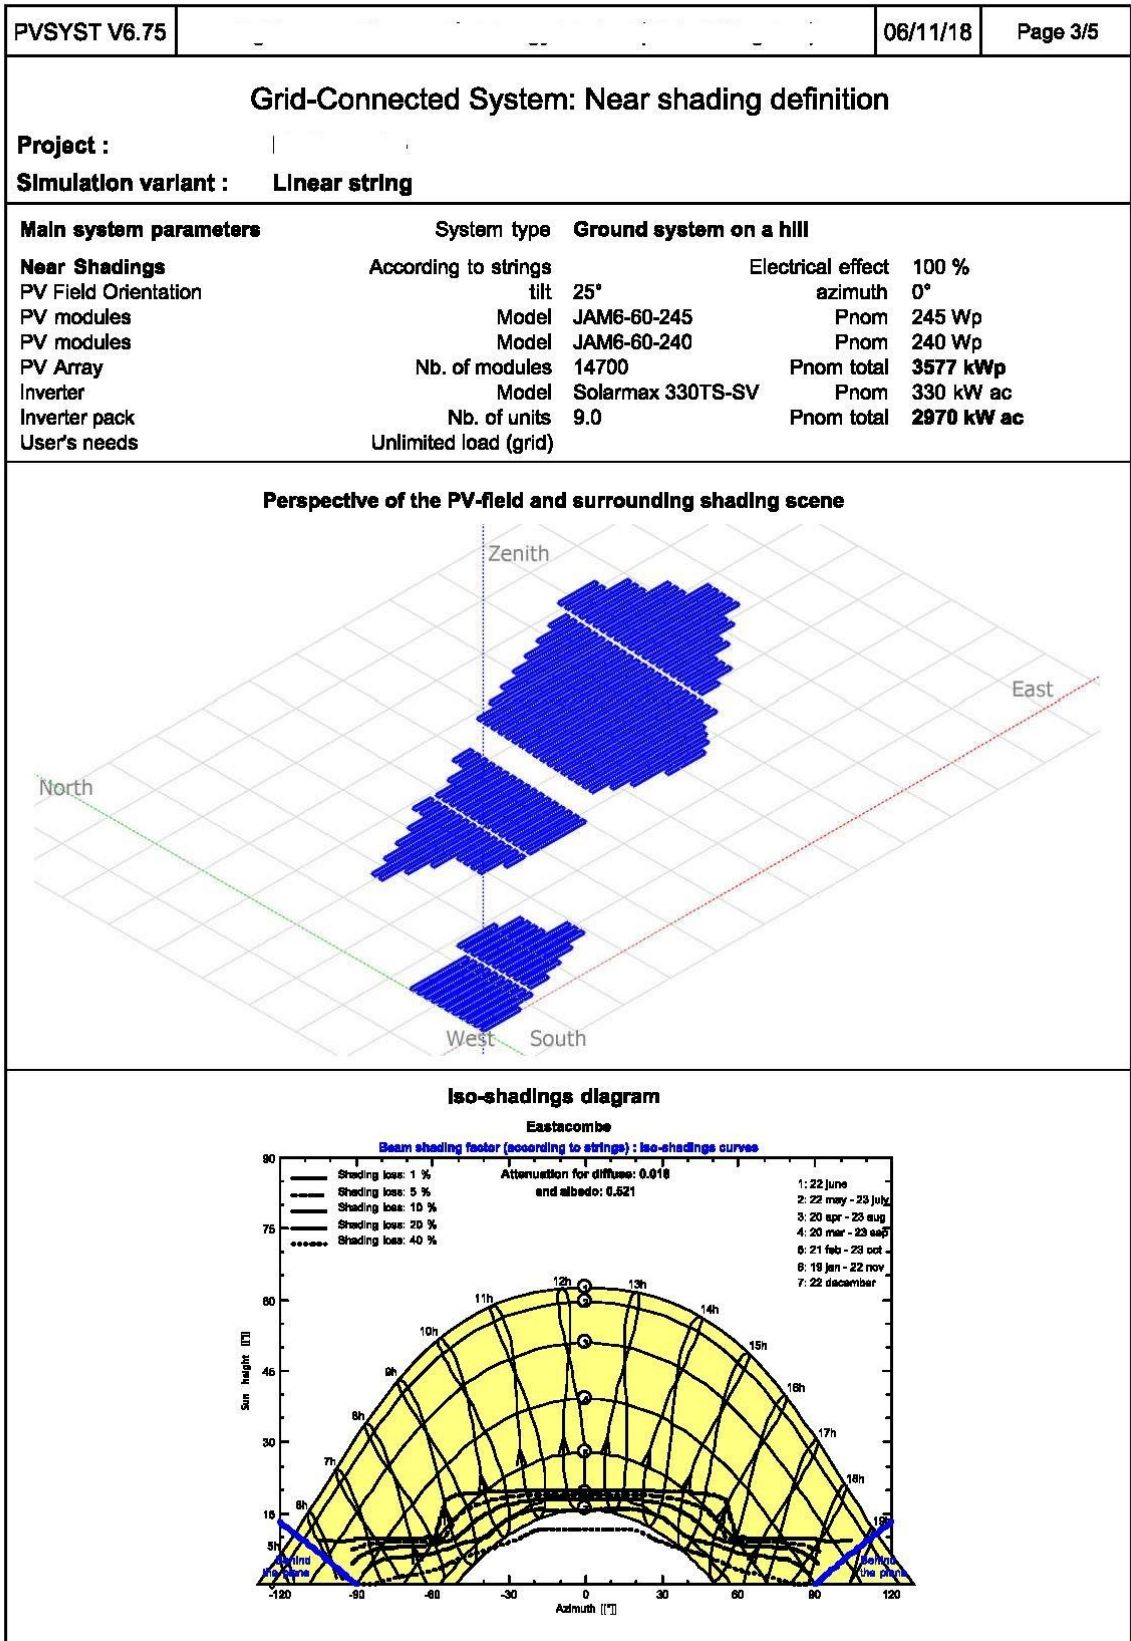 PVSYST V6.75 06/11/18 Page 3/5
Grid-Connected System: Near shading definition
Project :
Simulation variant : Linear string
Main system parameters System type Ground system on a hill
Near Shadings According to strings Electrical effect 100 %
PV Field Orientation tilt 25° azimuth 0°
PV modules Model JAM6-60-245 Pnom 245 Wp
PV modules Model JAM6-60-240 Pnom 240 Wp
PV Array Nb. of modules 14700 Pnom total 3577 kWp
Inverter Model Solarmax 330TS-SV Pnom 330 kW ac
Inverter pack Nb. of units 9.0 Pnom total 2970 kW ac
User's needs Unlimited load (grid)
Perspective of the PV-field and surrounding shading scene
Zenith
East
North
West South
Iso-shadings diagram
Eastacombe
Beam shading factor (according to strings) : Iso-shadings curves
Shading loss: 1 %
Shading loss: 5 %
Shading loss: 10 %
Shading loss: 20 %
Shading loss: 40 %
Attenuation for diffuse: 0.018
and albedo: 0.521
1: 22 june
2: 22 may - 23 july
3: 20 apr - 23 aug
4: 20 mar - 23 sep
5: 21 feb - 23 oct
6: 19 jan - 22 nov
7: 22 december
90
75
60
45
30
15
Sun height [[°]]
5h
6h
7h
8h
9h
10h
11h
12h
13h
14h
15h
16h
17h
18h
19h
1
2
3
4
5
Behind
the plane
Behind
the plane
-120 -90 -60 -30 0 30 60 90 120
Azimuth [[°]]